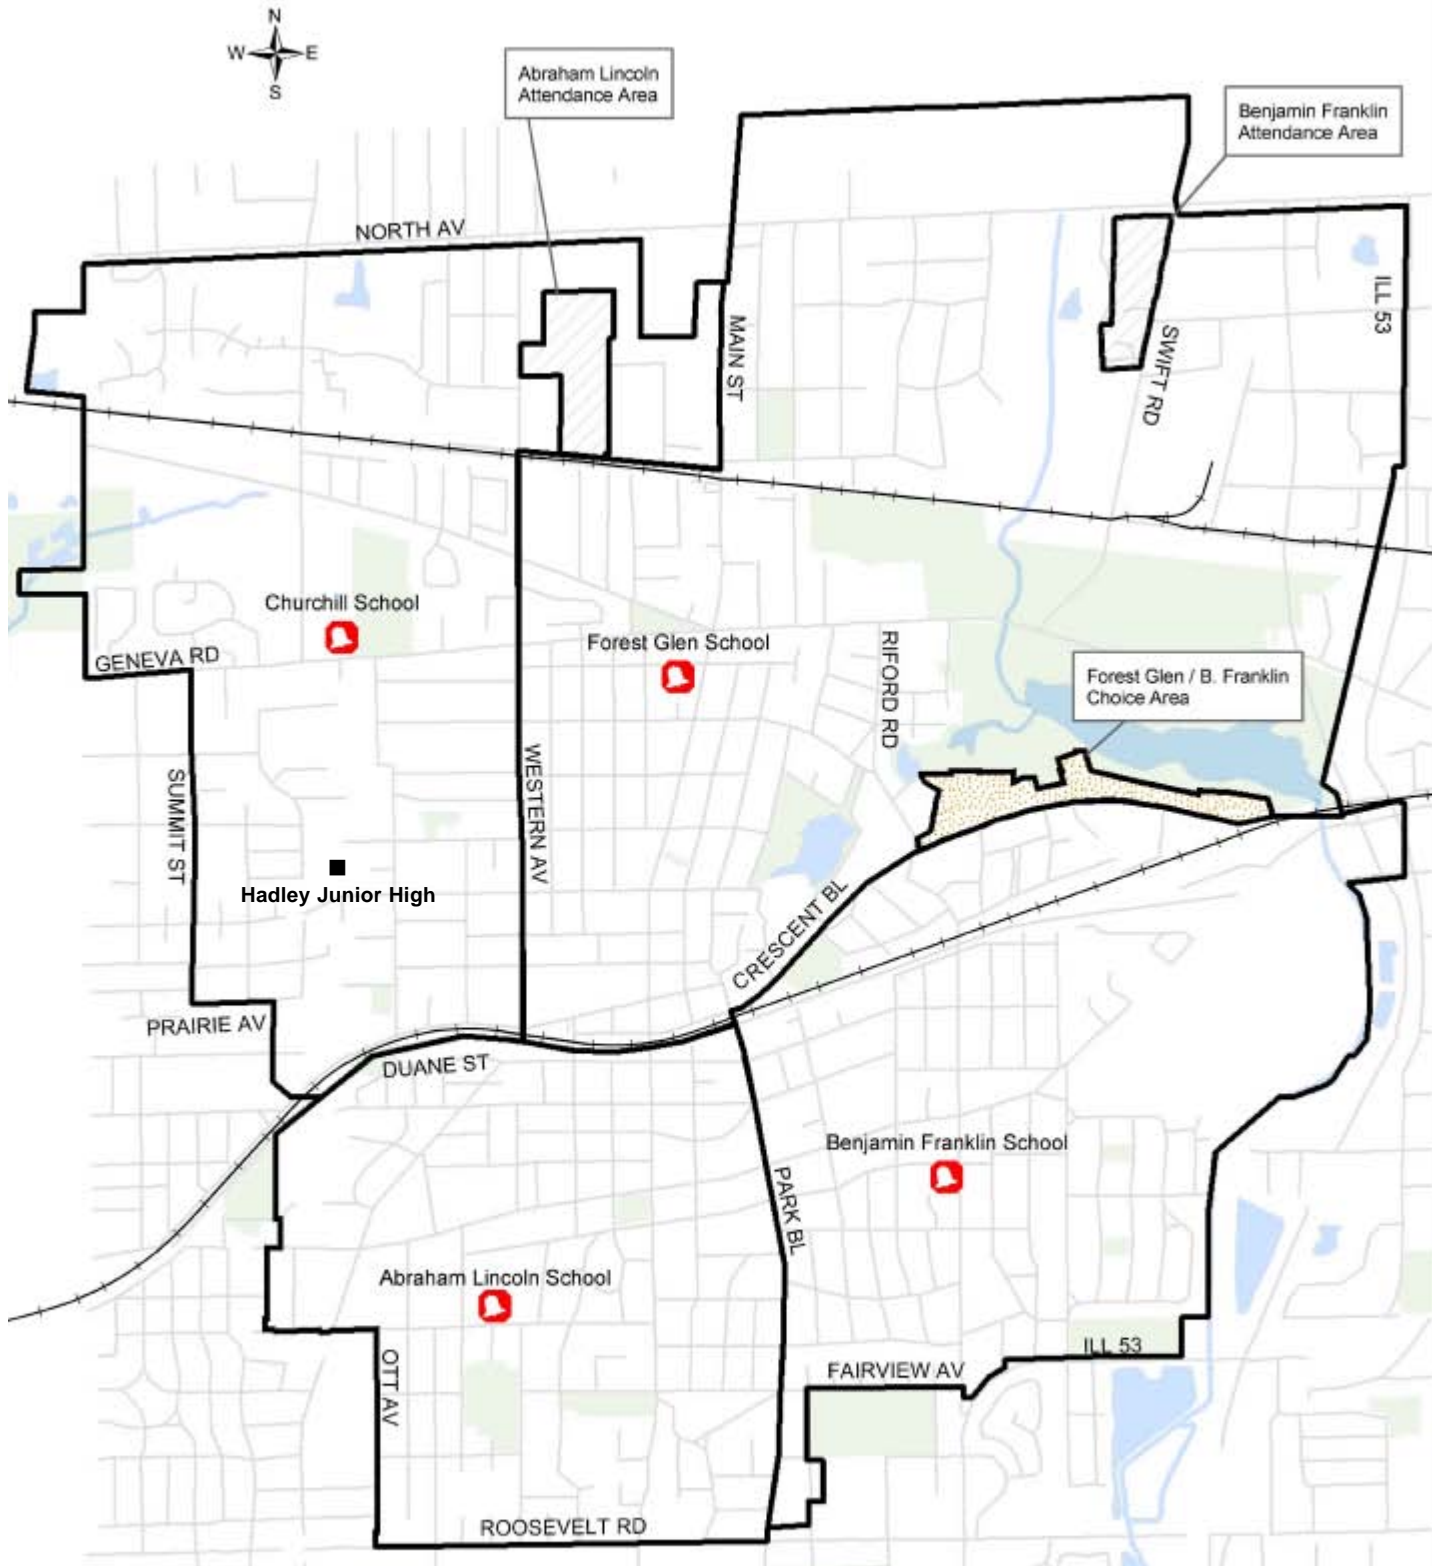 N
W E
S
Abraham Lincoln
Attendance Area
Benjamin Franklin
Attendance Area
NORTH AV
ILL 53
MAIN ST
SWIFT RD
Churchill School
Forest Glen School
RIFORD RD
GENEVA RD
Forest Glen / B. Franklin
Choice Area
SUMMIT ST
WESTERN AV
Hadley Junior High
CRESCENT BL
PRAIRIE AV
DUANE ST
Benjamin Franklin School
PARK BL
Abraham Lincoln School
ILL 53
FAIRVIEW AV
OTT AV
ROOSEVELT RD